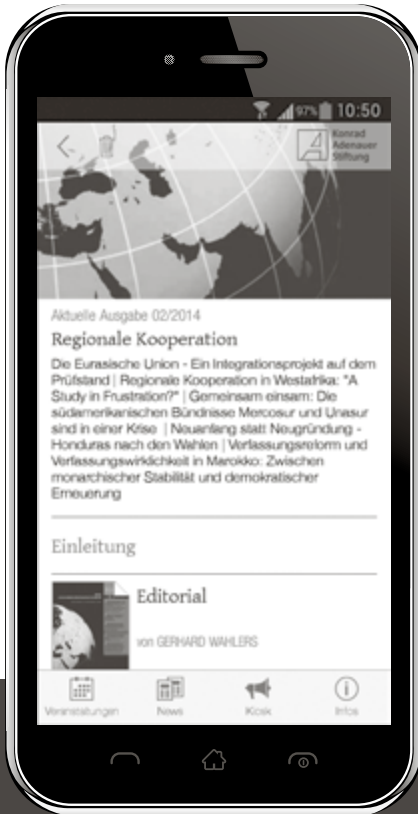 97% 10:50
Konrad
Adenauer
Stiftung
Aktuelle Ausgabe 02/2014
Regionale Kooperation
Die Eurasische Union - Ein Integrationsprojekt auf dem
Prüfstand | Regionale Kooperation in Westafrika: "A
Study in Frustration?" | Gemeinsam einsam: Die
südamerikanischen Bündnisse Mercosur und Unasur
sind in einer Krise | Neuanfang statt Neugründung -
Honduras nach den Wahlen | Verfassungsreform und
Verfassungswirklichkeit in Marokko: Zwischen
monarchischer Stabilität und demokratischer
Erneuerung
Einleitung
Editorial
von GERHARD WAHLERS
Veranstaltungen News Kiosk Infos